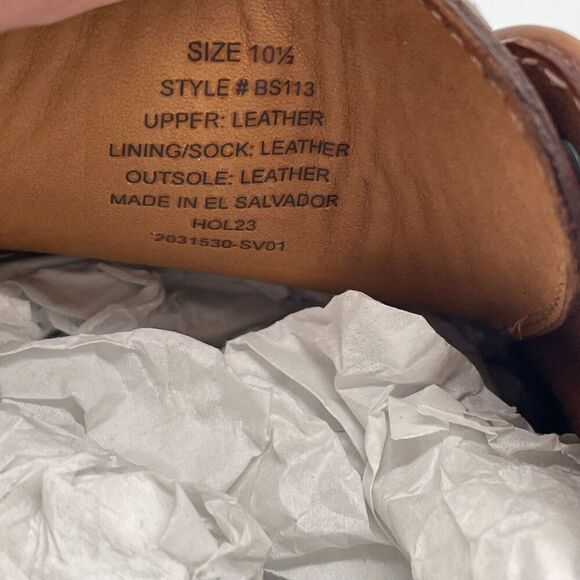 SIZE 10½
STYLE # BS113
UPPER: LEATHER
LINING/SOCK: LEATHER
OUTSOLE: LEATHER
MADE IN EL SALVADOR
HOL23
2031530-SV01